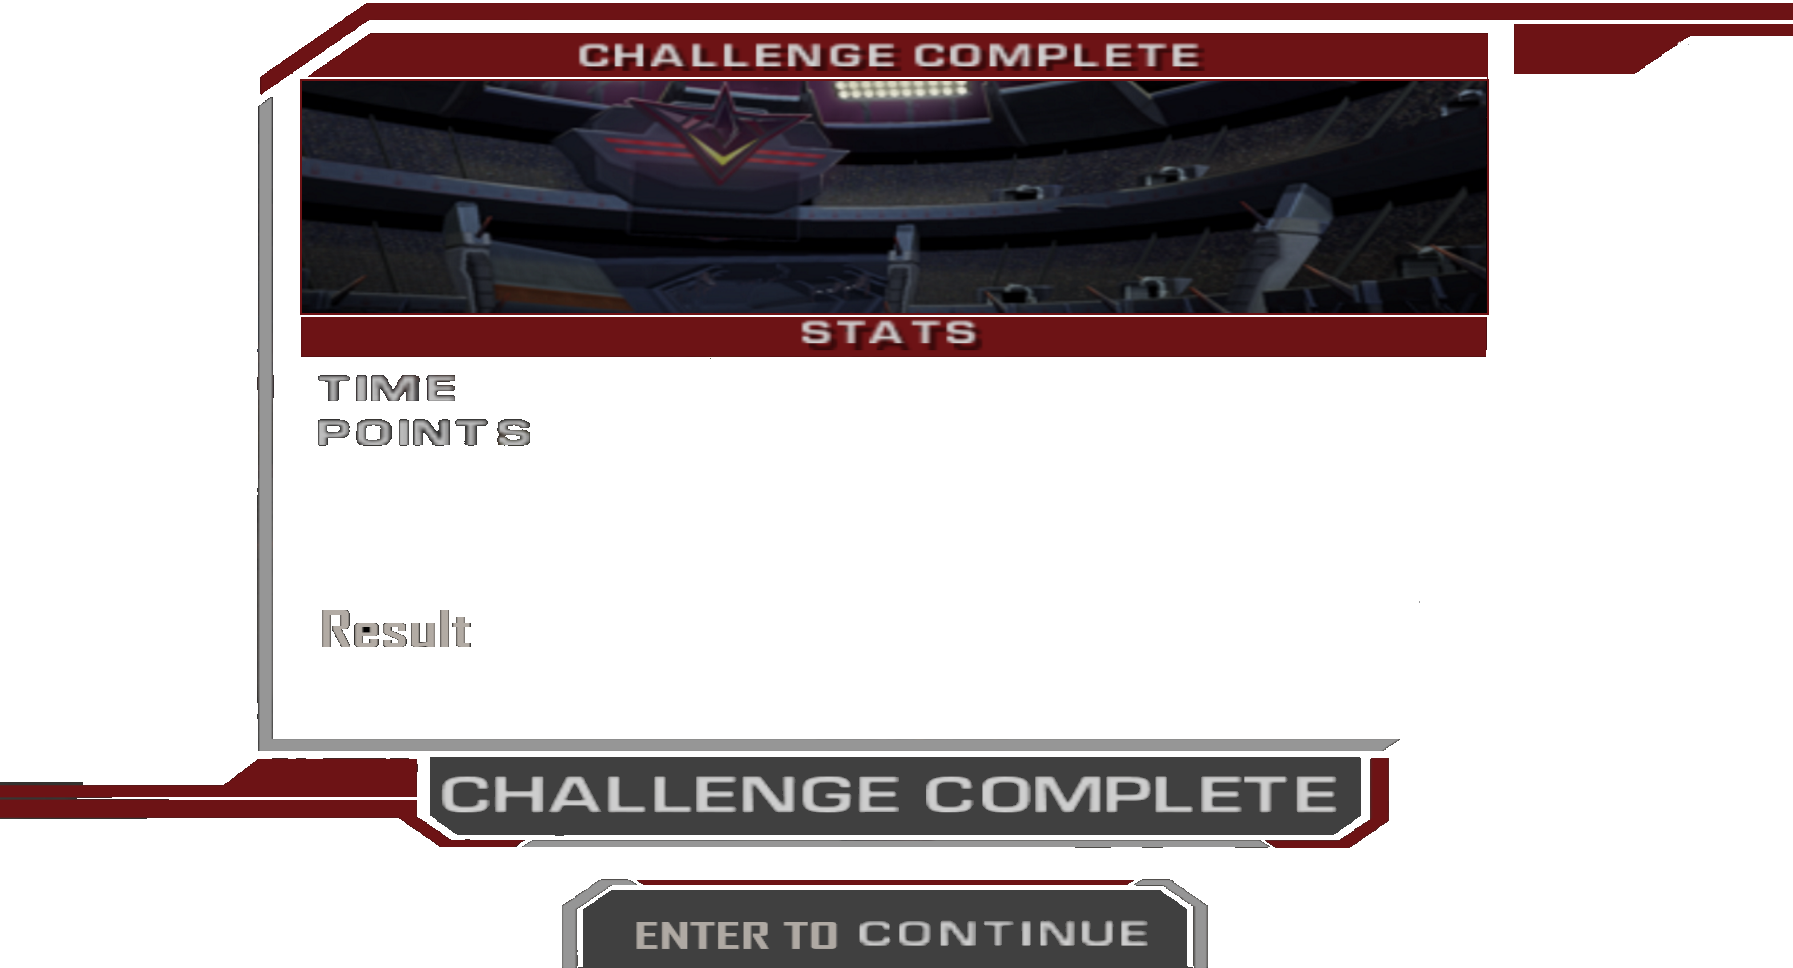 CHALLENGE COMPLETE
STATS
TIME
POINTS
Result
CHALLENGE COMPLETE
ENTER TO CONTINUE